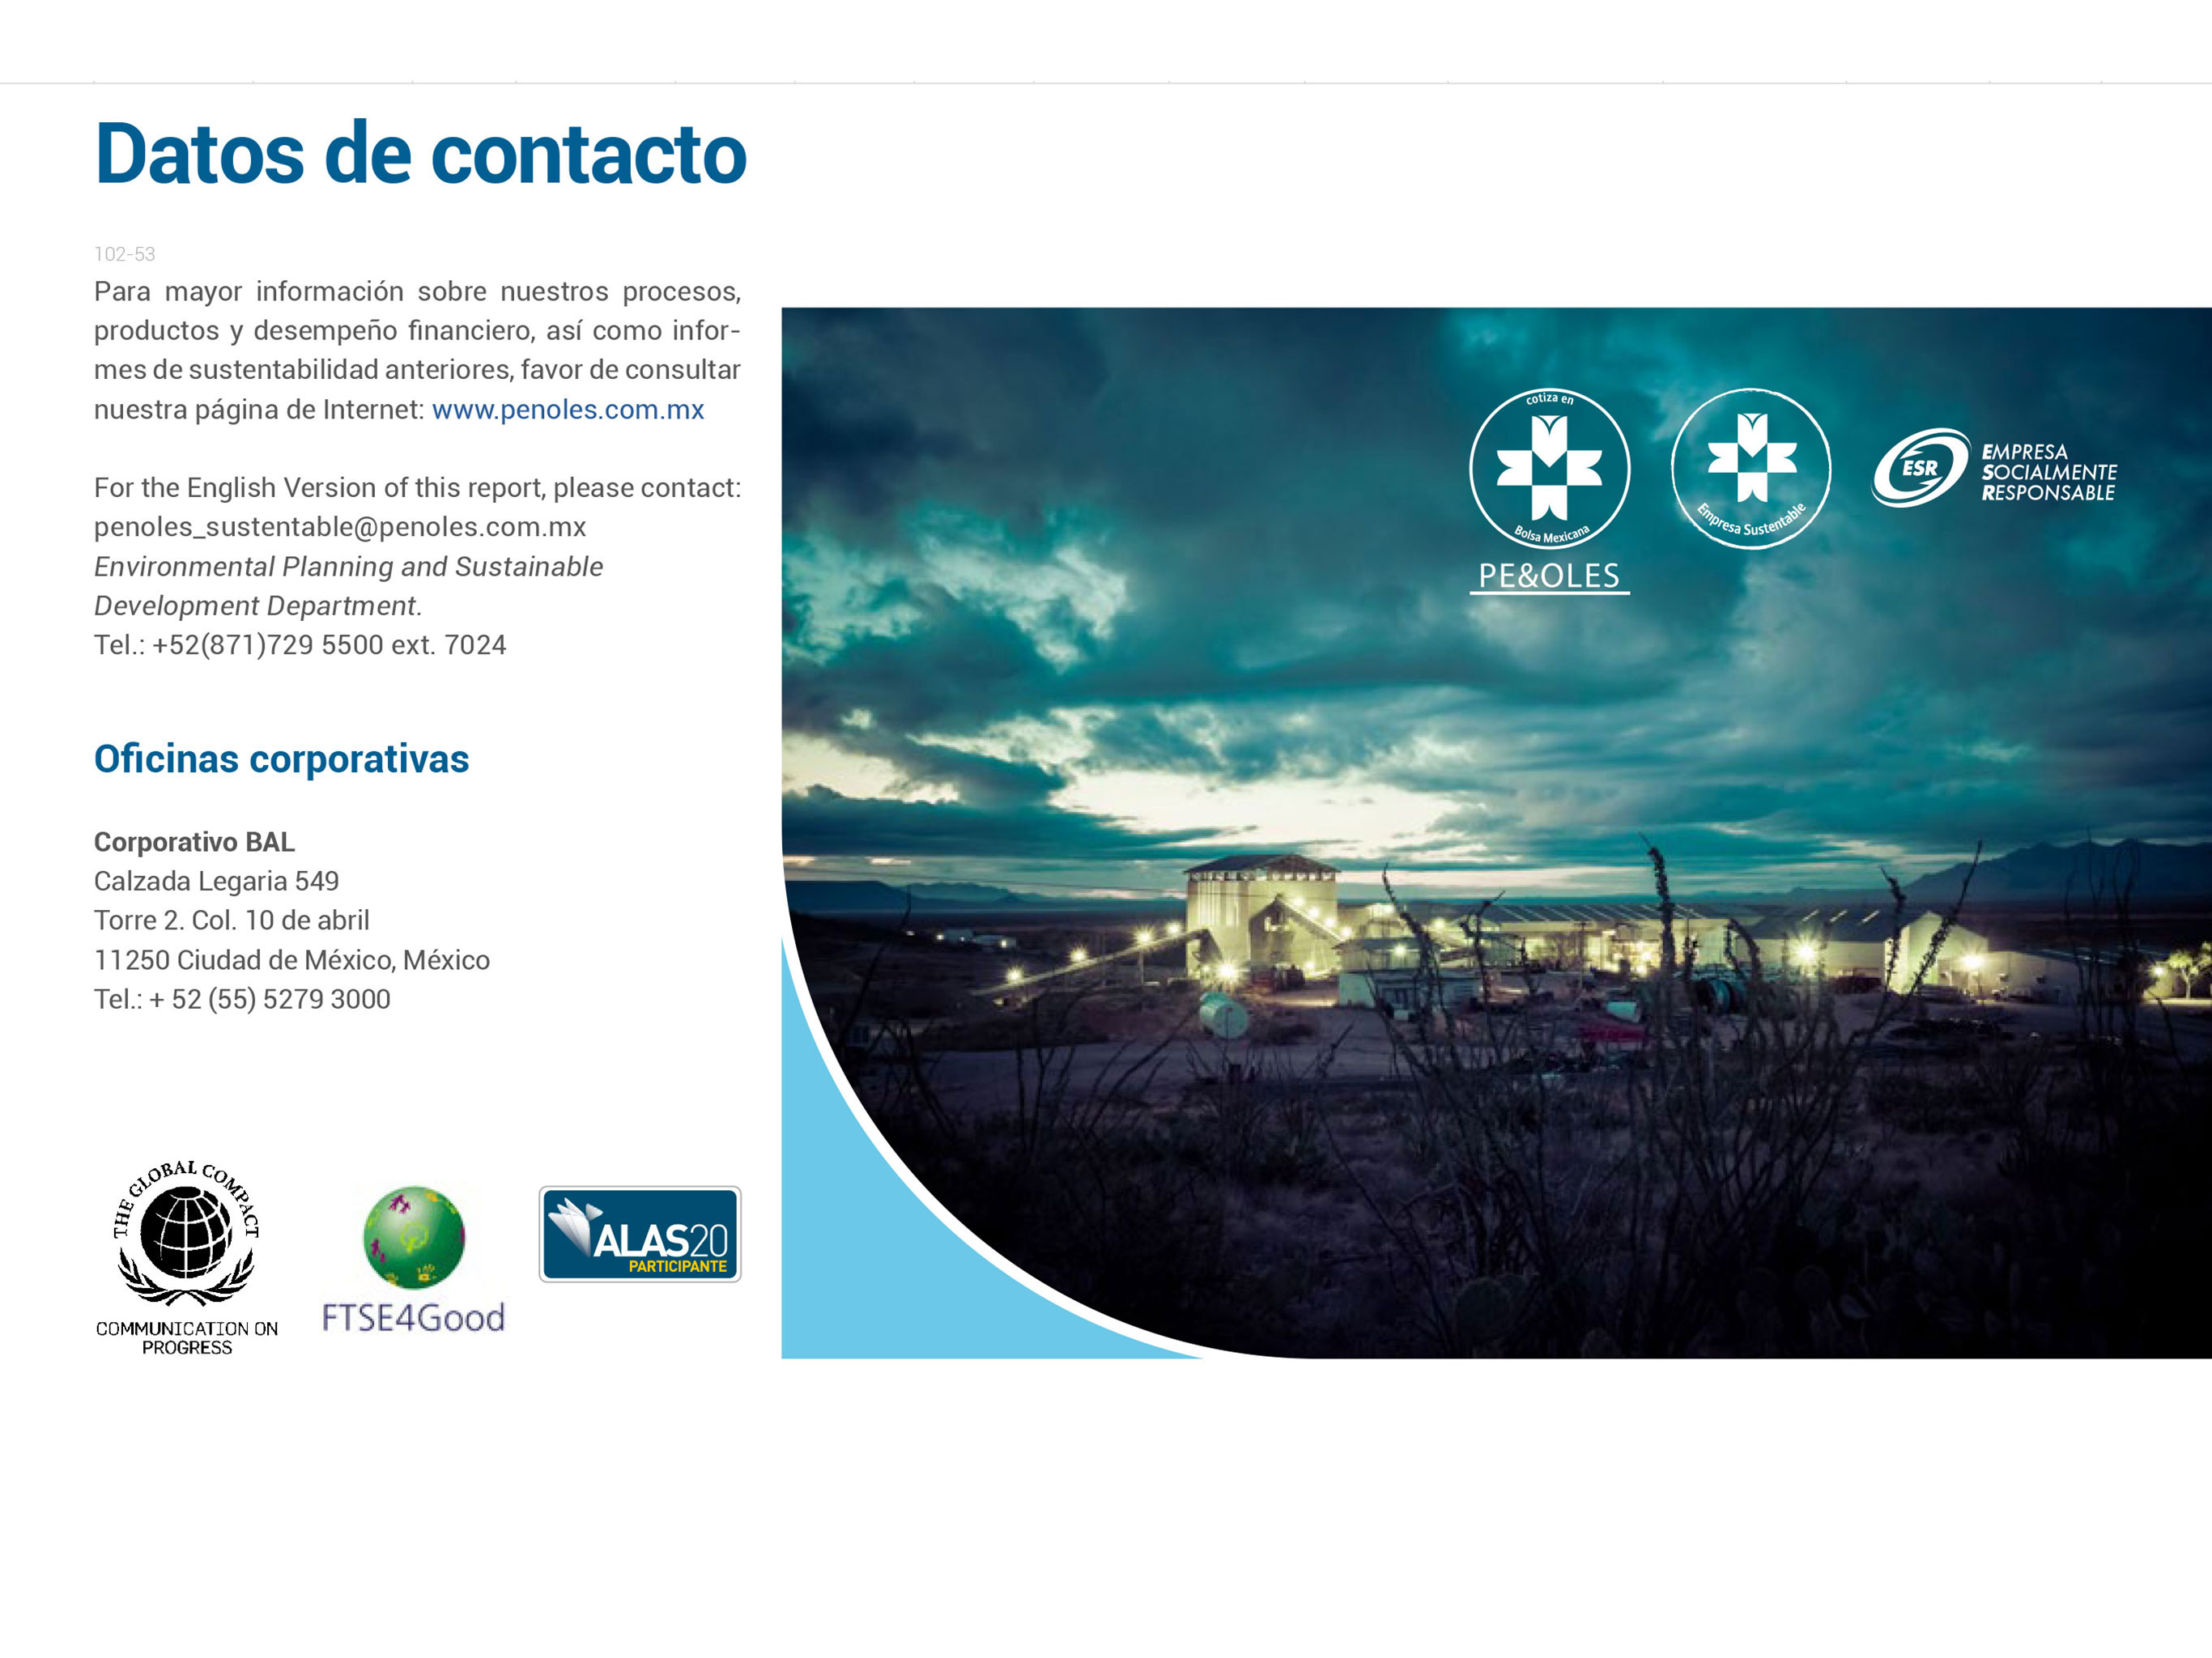 Datos de contacto
102-53
Para mayor información sobre nuestros procesos,
productos y desempeño financiero, así como infor-
mes de sustentabilidad anteriores, favor de consultar
nuestra página de Internet: www.penoles.com.mx
For the English Version of this report, please contact:
penoles_sustentable@penoles.com.mx
Environmental Planning and Sustainable
Development Department.
Tel.: +52(871)729 5500 ext. 7024
Oficinas corporativas
Corporativo BAL
Calzada Legaria 549
Torre 2. Col. 10 de abril
11250 Ciudad de México, México
Tel.: + 52 (55) 5279 3000
THE GLOBAL COMPACT
COMMUNICATION ON
PROGRESS
FTSE4Good
ALAS20
PARTICIPANTE
cotiza en
Bolsa Mexicana
PE&OLES
Empresa Sustentable
ESR
EMPRESA
SOCIALMENTE
RESPONSABLE